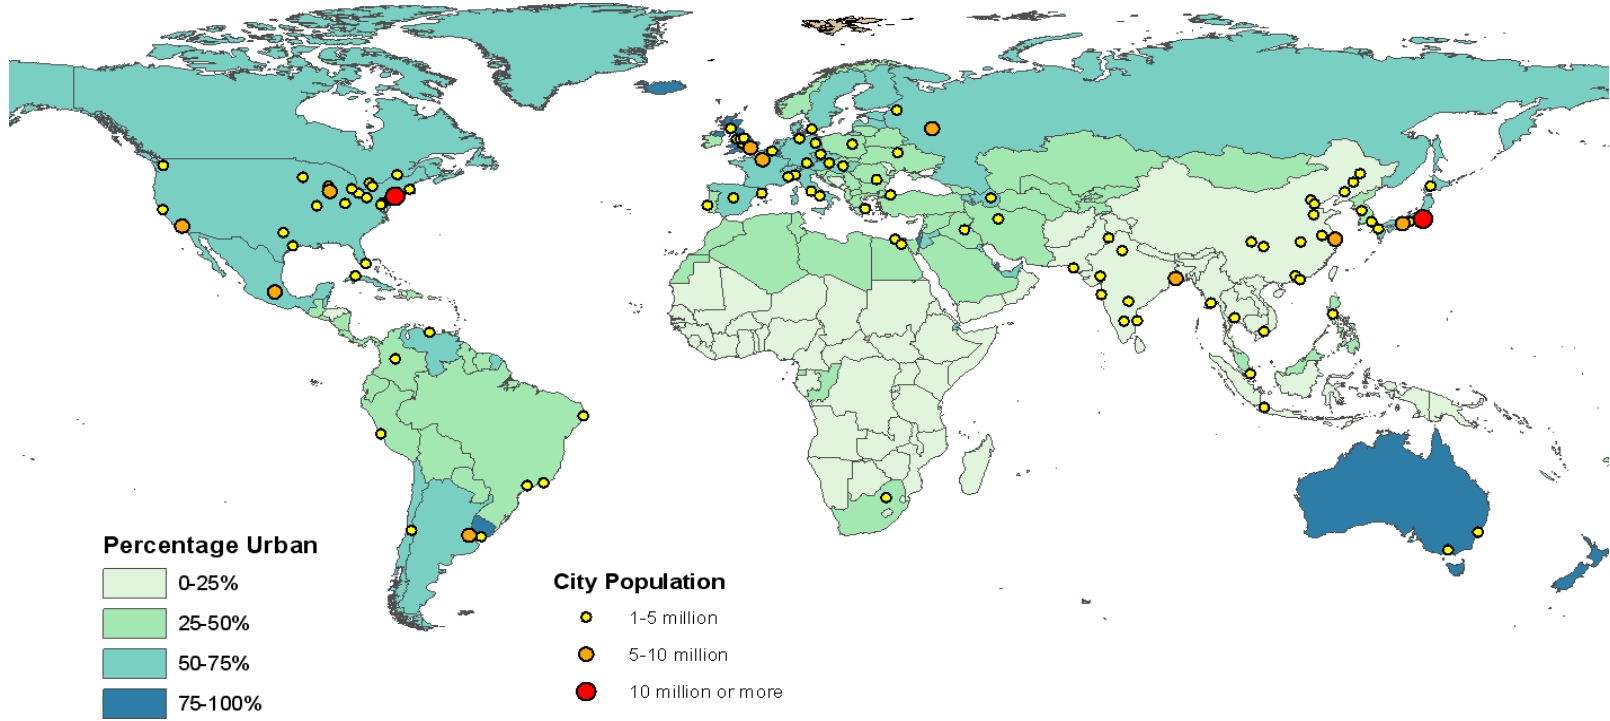 Percentage Urban
0-25%
25-50%
50-75%
75-100%
City Population
1-5 million
5-10 million
10 million or more